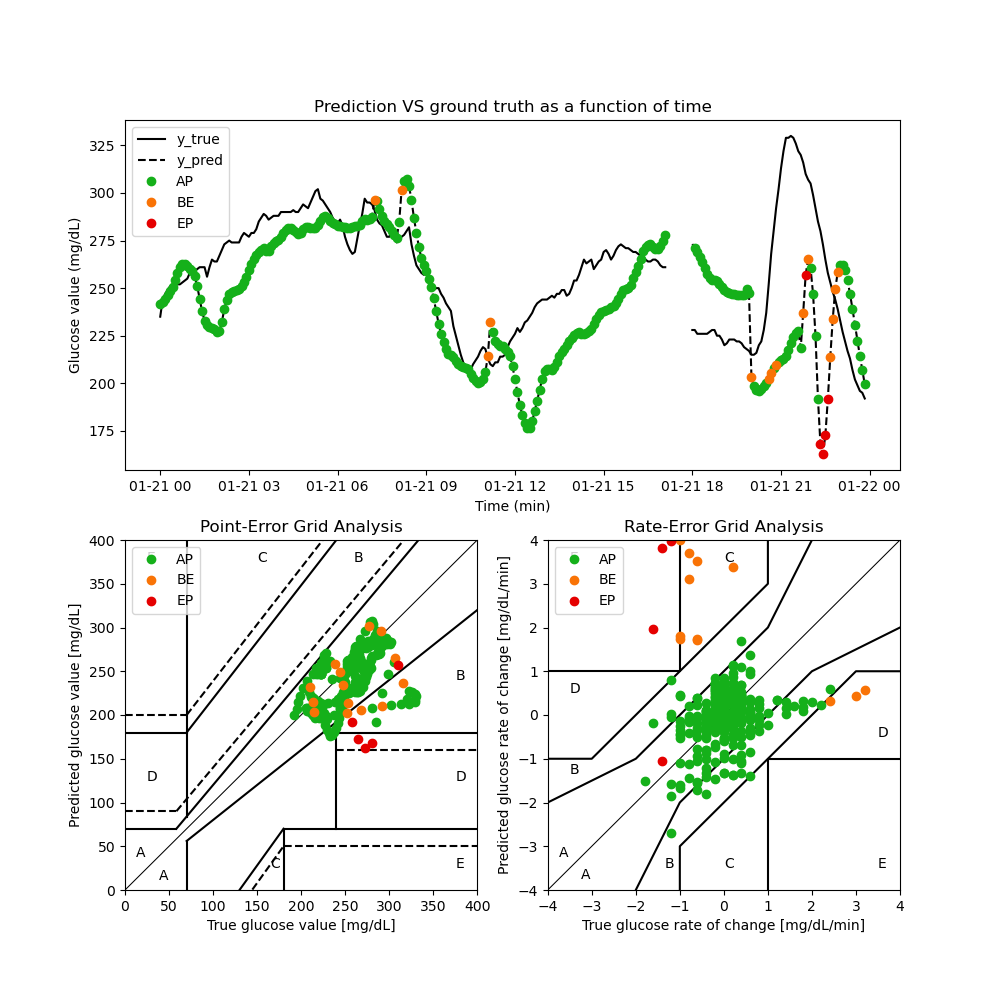 Prediction VS ground truth as a function of time
Glucose value (mg/dL)
325
300
275
250
225
200
175
y_true
y_pred
AP
BE
EP
01-21 00 01-21 03 01-21 06 01-21 09 01-21 12 01-21 15 01-21 18 01-21 21 01-22 00
Time (min)
Point-Error Grid Analysis
Predicted glucose value [mg/dL]
400
350
300
250
200
150
100
50
0
AP
BE
EP
C B
B
D D
A
A C E
0 50 100 150 200 250 300 350 400
True glucose value [mg/dL]
Rate-Error Grid Analysis
Predicted glucose rate of change [mg/dL/min]
4
3
2
1
0
−1
−2
−3
−4
AP
BE
EP
C
D
D
B
A
A B C E
−4 −3 −2 −1 0 1 2 3 4
True glucose rate of change [mg/dL/min]